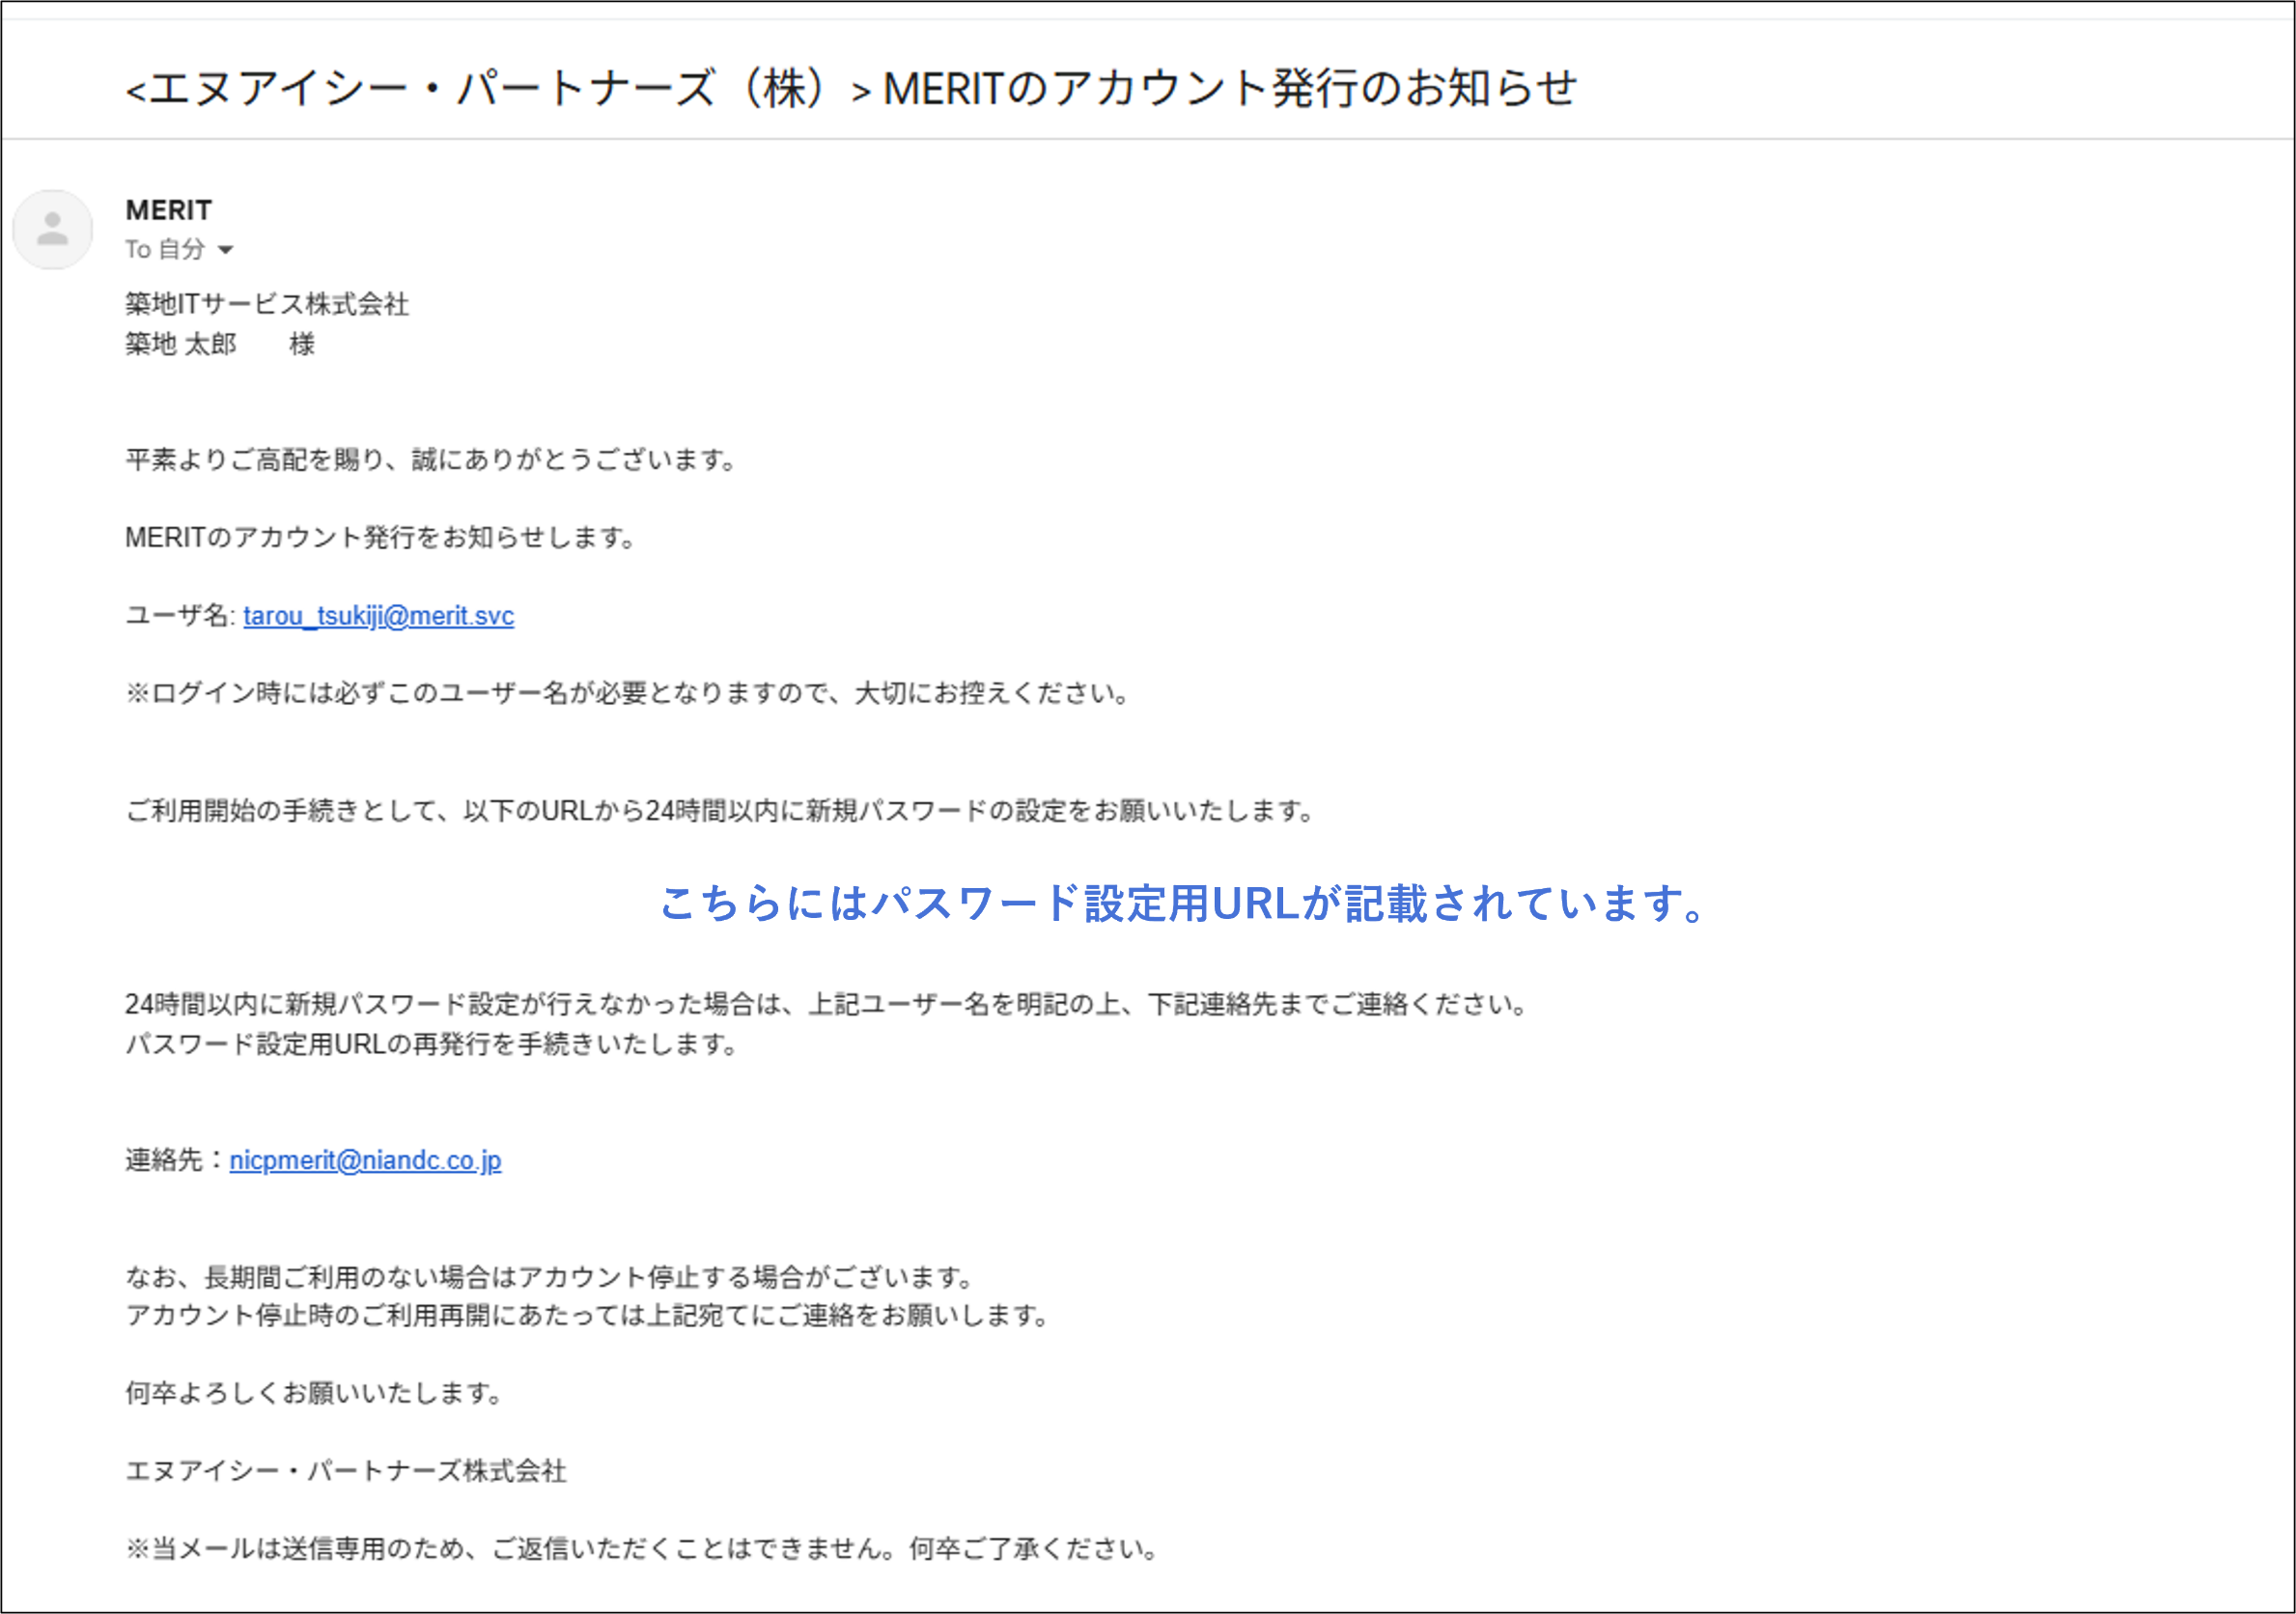 <エヌアイシー・パートナーズ（株）> MERITのアカウント発行のお知らせ
MERIT
To 自分
築地ITサービス株式会社
築地 太郎　　様
平素よりご高配を賜り、誠にありがとうございます。
MERITのアカウント発行をお知らせします。
ユーザ名: tarou_tsukiji@merit.svc
※ログイン時には必ずこのユーザー名が必要となりますので、大切にお控えください。
ご利用開始の手続きとして、以下のURLから24時間以内に新規パスワードの設定をお願いいたします。
こちらにはパスワード設定用URLが記載されています。
24時間以内に新規パスワード設定が行えなかった場合は、上記ユーザー名を明記の上、下記連絡先までご連絡ください。
パスワード設定用URLの再発行を手続きいたします。
連絡先：nicpmerit@niandc.co.jp
なお、長期間ご利用のない場合はアカウント停止する場合がございます。
アカウント停止時のご利用再開にあたっては上記宛てにご連絡をお願いします。
何卒よろしくお願いいたします。
エヌアイシー・パートナーズ株式会社
※当メールは送信専用のため、ご返信いただくことはできません。何卒ご了承ください。